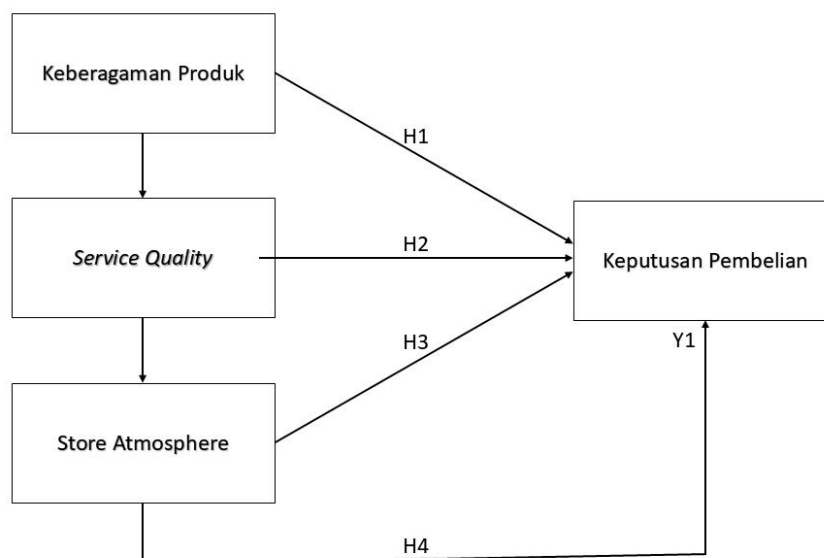 Keberagaman Produk
H1
Service Quality
H2
Keputusan Pembelian
H3
Y1
Store Atmosphere
H4